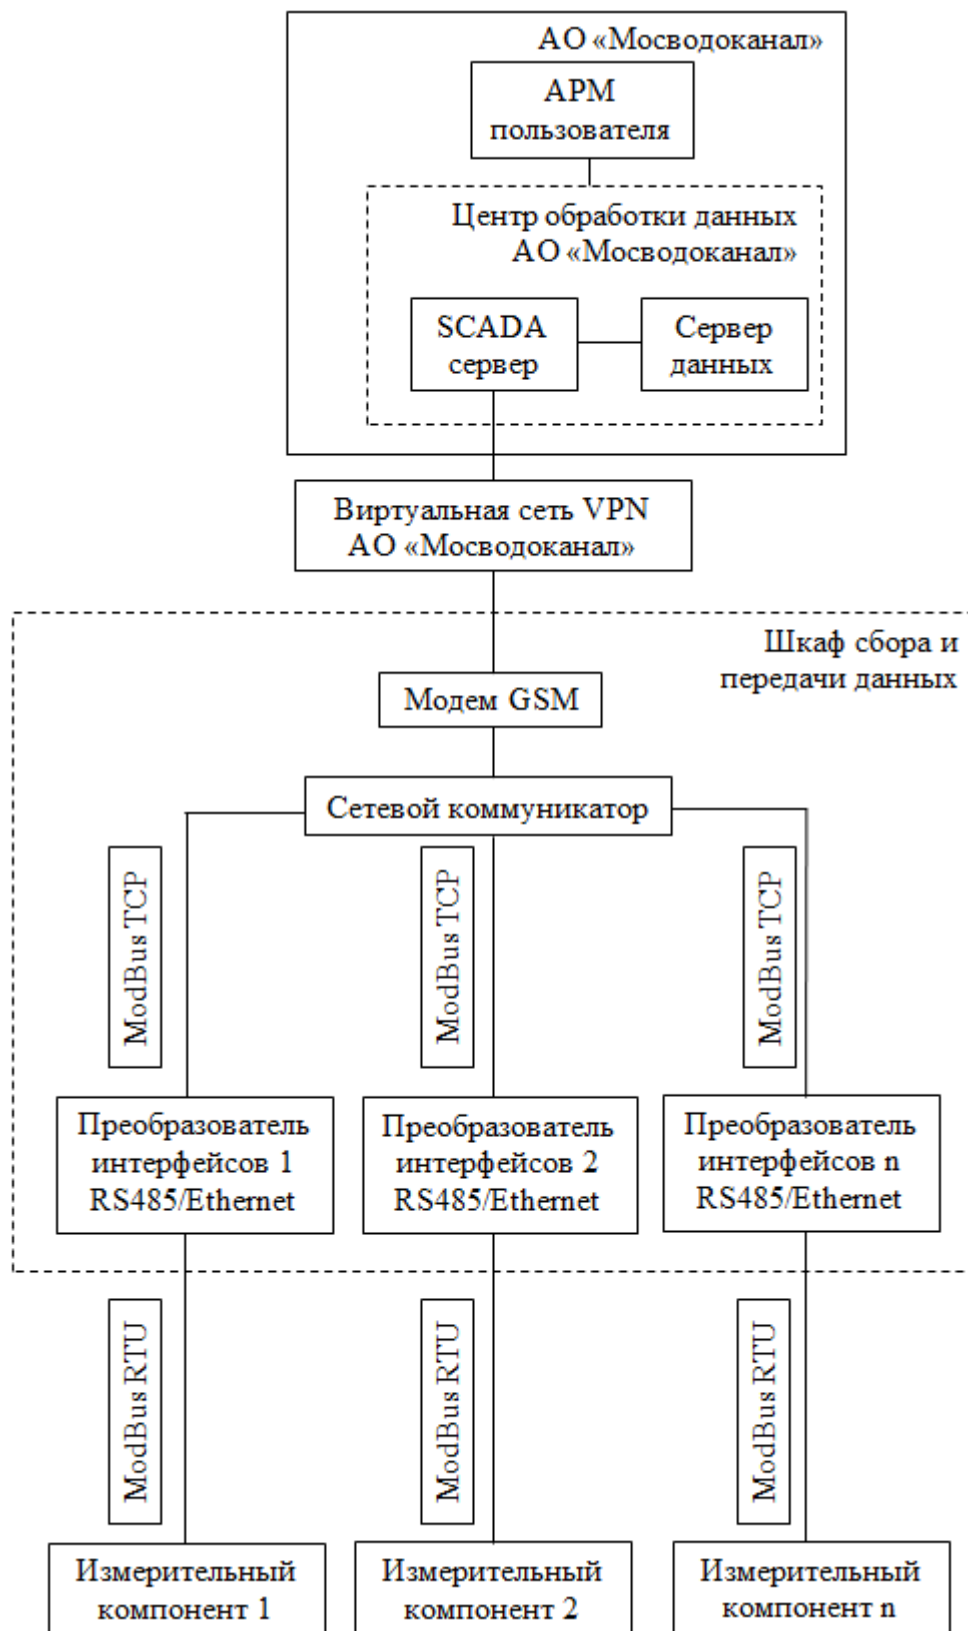 АО «Мосводоканал»
АРМ
пользователя
Центр обработки данных
АО «Мосводоканал»
SCADA
сервер
Сервер
данных
Виртуальная сеть VPN
АО «Мосводоканал»
Шкаф сбора и
передачи данных
Модем GSM
Сетевой коммуникатор
ModBus TCP
ModBus TCP
ModBus TCP
Преобразователь
интерфейсов 1
RS485/Ethernet
Преобразователь
интерфейсов 2
RS485/Ethernet
Преобразователь
интерфейсов n
RS485/Ethernet
ModBus RTU
ModBus RTU
ModBus RTU
Измерительный
компонент 1
Измерительный
компонент 2
Измерительный
компонент n